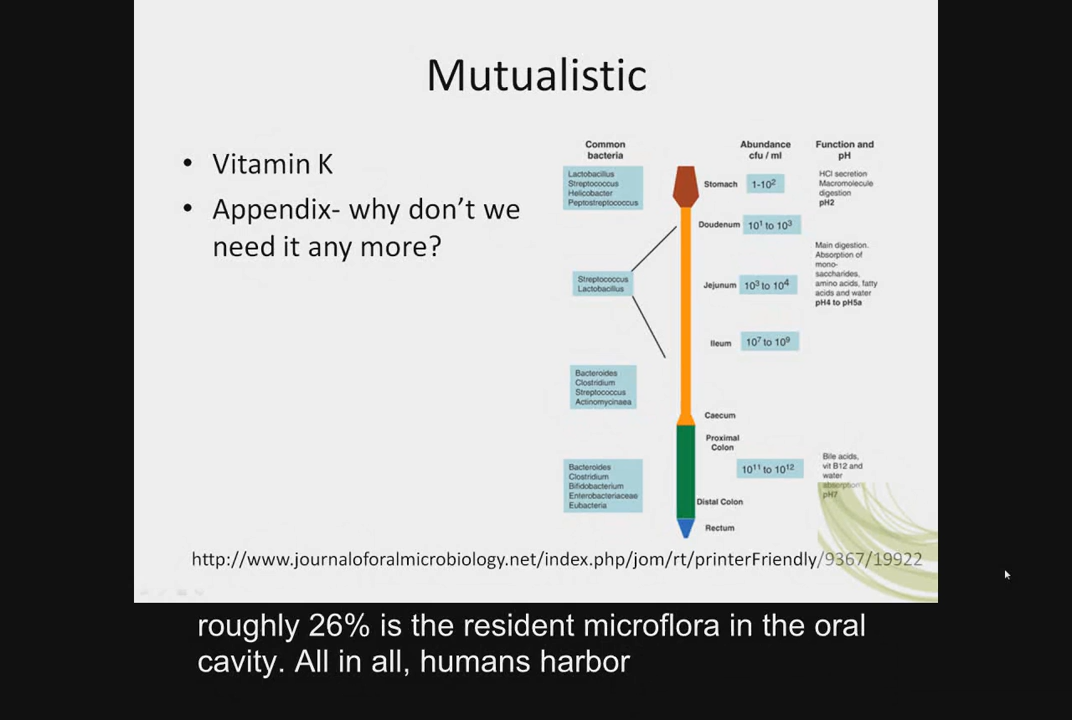 Mutualistic
• Vitamin K
• Appendix- why don’t we
need it any more?
Common
bacteria
Abundance
cfu / ml
Function and
pH
Lactobacillus
Streptococcus
Helicobacter
Peptostreptococcus
Stomach
1-10²
HCl secretion
Macromolecule
digestion
pH2
Doudenum
10¹ to 10³
Streptococcus
Lactobacillus
Jejunum
10³ to 10⁴
Main digestion.
Absorption of
mono-
saccharides,
amino acids, fatty
acids and water
pH4 to pH5a
Ileum
10⁷ to 10⁹
Bacteroides
Clostridium
Streptococcus
Actinomycinaea
Caecum
Proximal
Colon
Bacteroides
Clostridium
Bifidobacterium
Enterobacteriaceae
Eubacteria
10¹¹ to 10¹²
Bile acids,
vit B12 and
water
absorption
pH7
Distal Colon
Rectum
http://www.journaloforalmicrobiology.net/index.php/jom/rt/printerFriendly/9367/19922
roughly 26% is the resident microflora in the oral
cavity. All in all, humans harbor